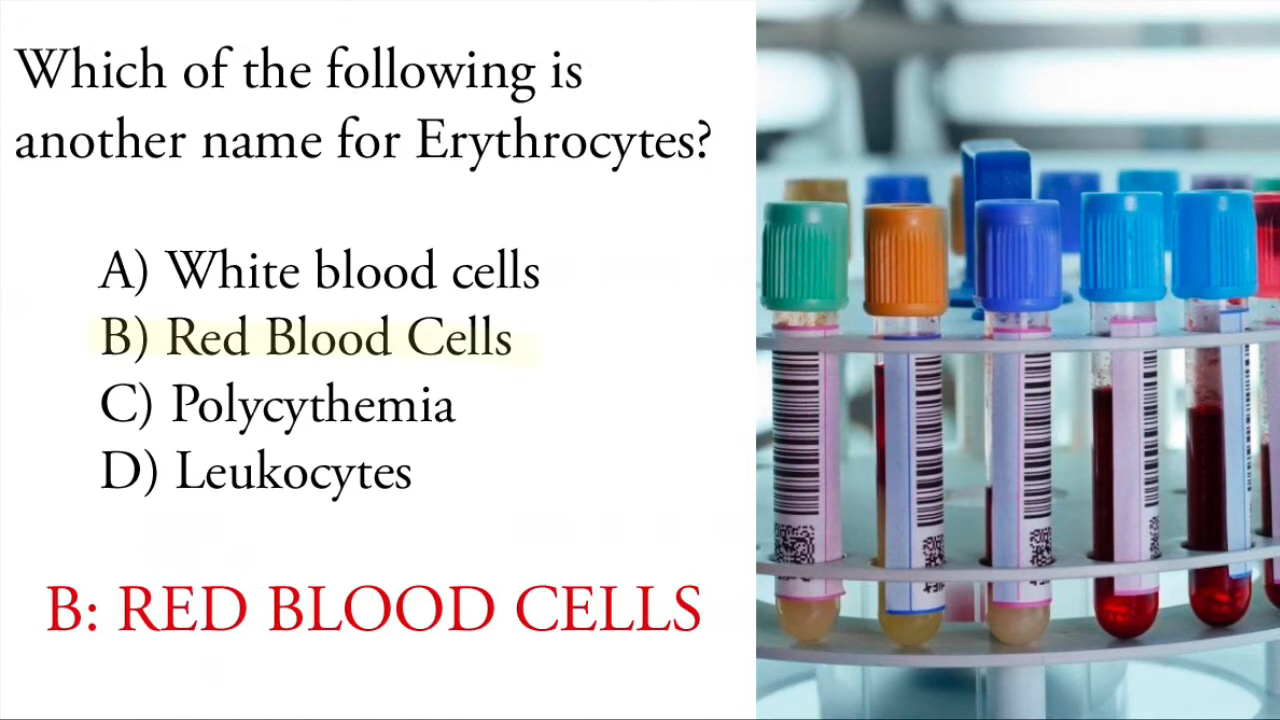 Which of the following is
another name for Erythrocytes?
A) White blood cells
B) Red Blood Cells
C) Polycythemia
D) Leukocytes
B: RED BLOOD CELLS